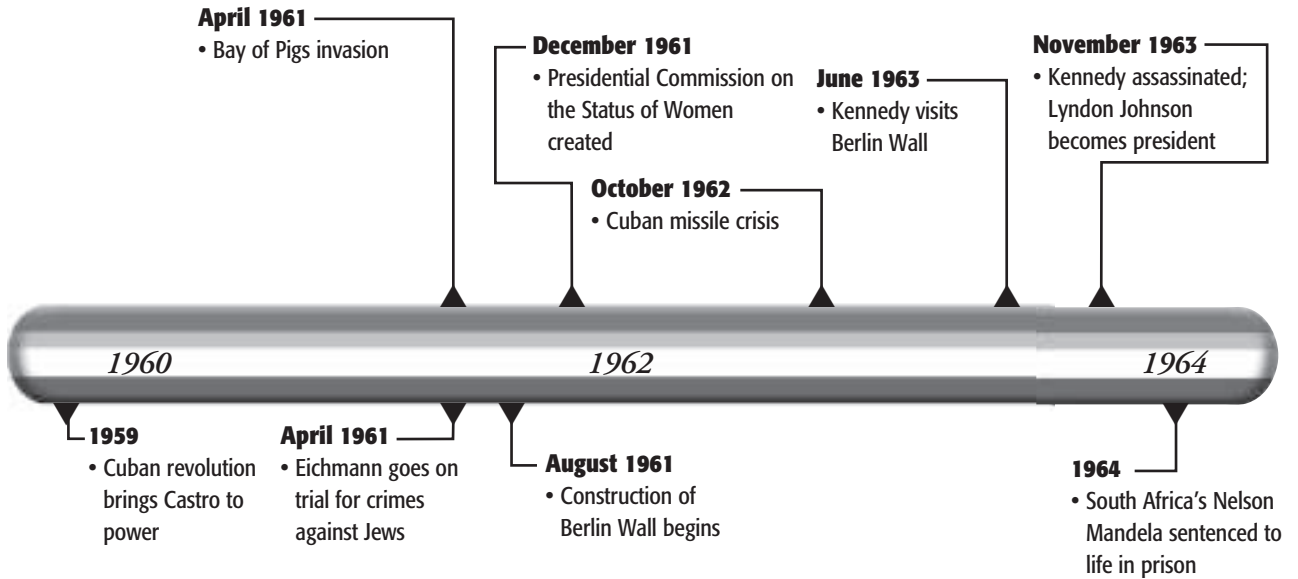 April 1961
• Bay of Pigs invasion
December 1961
• Presidential Commission on
the Status of Women
created
October 1962
• Cuban missile crisis
June 1963
• Kennedy visits
Berlin Wall
November 1963
• Kennedy assassinated;
Lyndon Johnson
becomes president
1960
1962
1964
1959
• Cuban revolution
brings Castro to
power
April 1961
• Eichmann goes on
trial for crimes
against Jews
August 1961
• Construction of
Berlin Wall begins
1964
• South Africa’s Nelson
Mandela sentenced to
life in prison